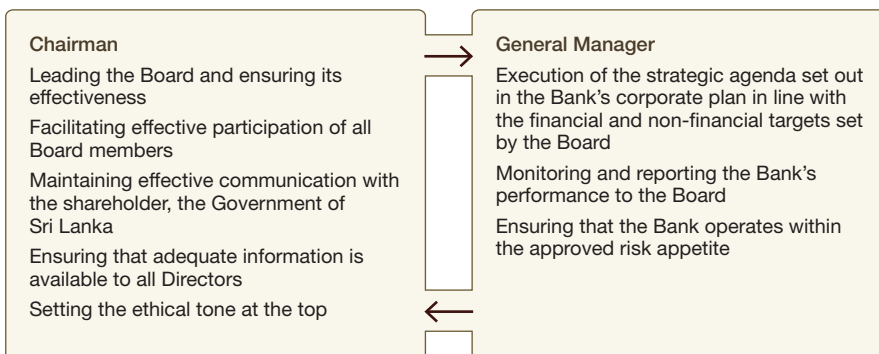 Chairman
Leading the Board and ensuring its
effectiveness
Facilitating effective participation of all
Board members
Maintaining effective communication with
the shareholder, the Government of
Sri Lanka
Ensuring that adequate information is
available to all Directors
Setting the ethical tone at the top
General Manager
Execution of the strategic agenda set out
in the Bank’s corporate plan in line with
the financial and non-financial targets set
by the Board
Monitoring and reporting the Bank’s
performance to the Board
Ensuring that the Bank operates within
the approved risk appetite